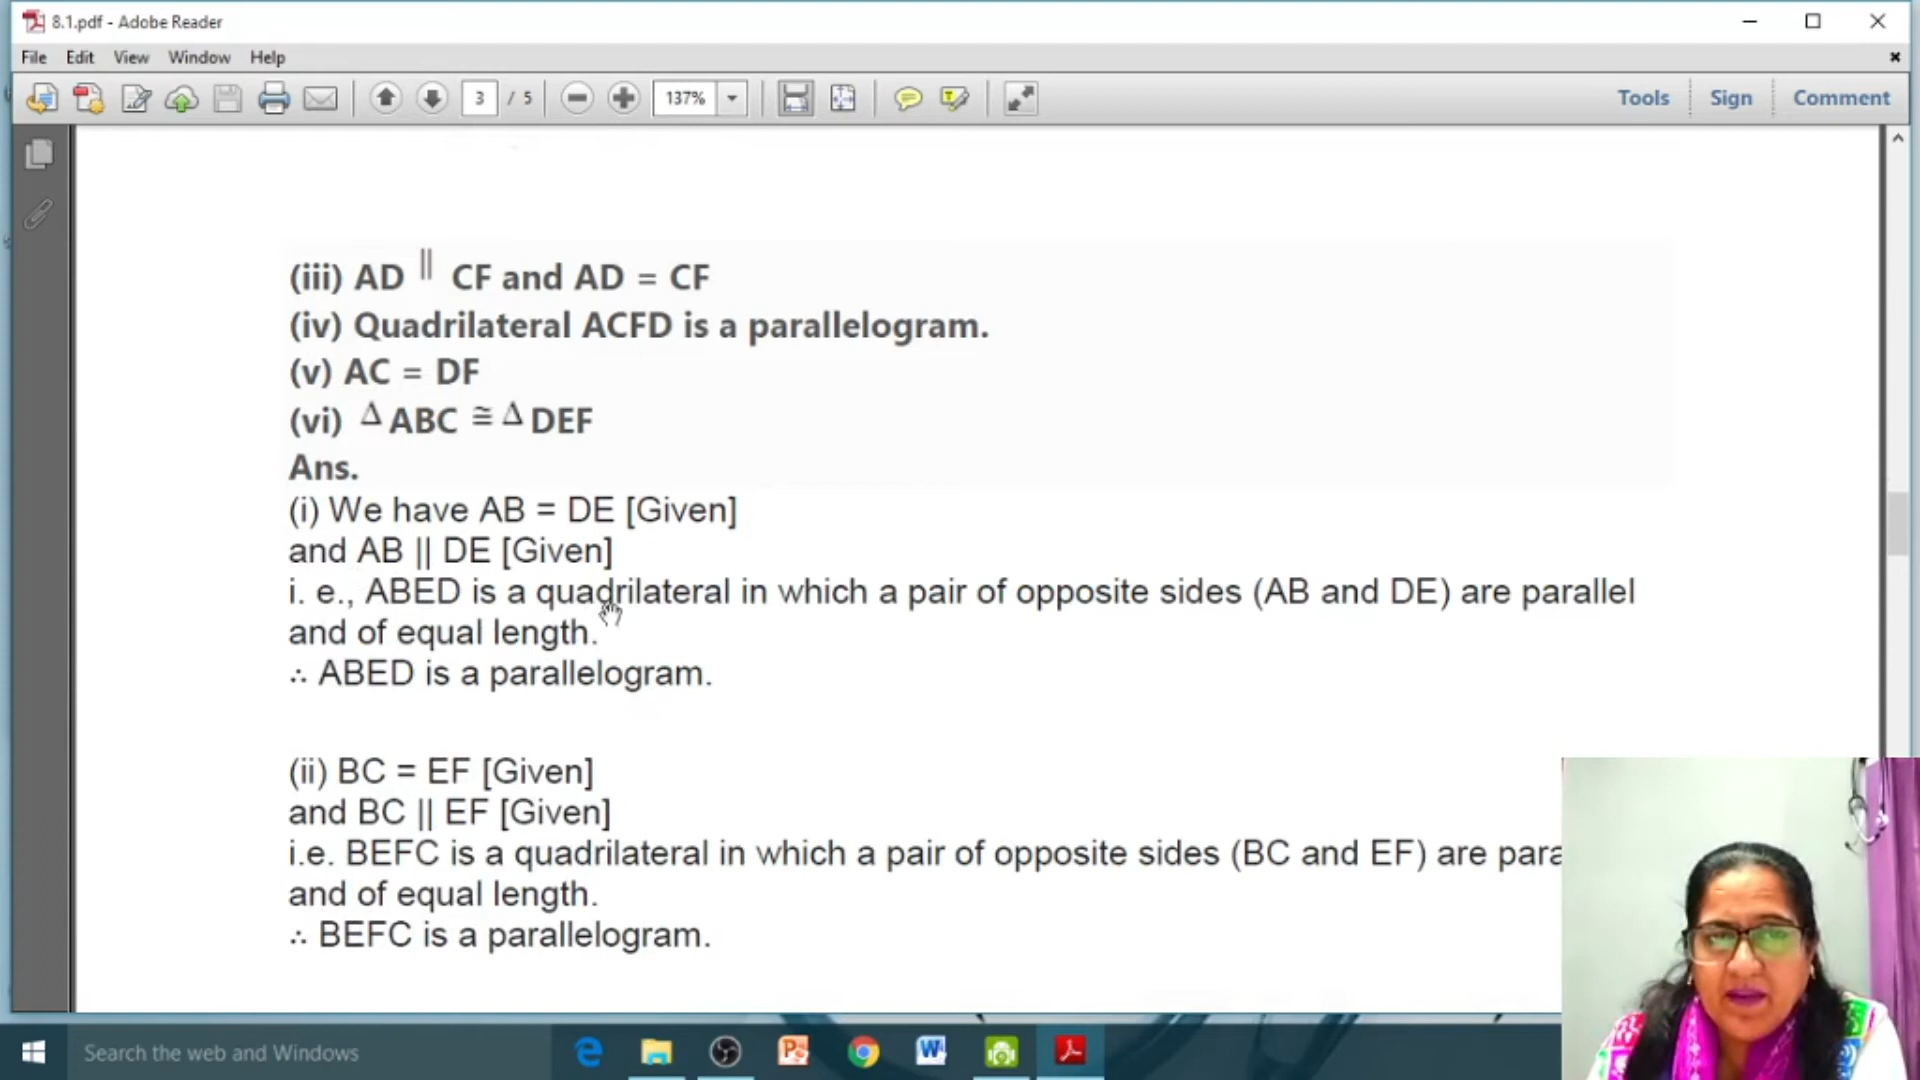 8.1.pdf - Adobe Reader
File Edit View Window Help
3 / 5 137% Tools Sign Comment
(iii) AD || CF and AD = CF
(iv) Quadrilateral ACFD is a parallelogram.
(v) AC = DF
(vi) Δ ABC ≅ Δ DEF
Ans.
(i) We have AB = DE [Given]
and AB || DE [Given]
i. e., ABED is a quadrilateral in which a pair of opposite sides (AB and DE) are parallel
and of equal length.
∴ ABED is a parallelogram.
(ii) BC = EF [Given]
and BC || EF [Given]
i.e. BEFC is a quadrilateral in which a pair of opposite sides (BC and EF) are para
and of equal length.
∴ BEFC is a parallelogram.
Search the web and Windows